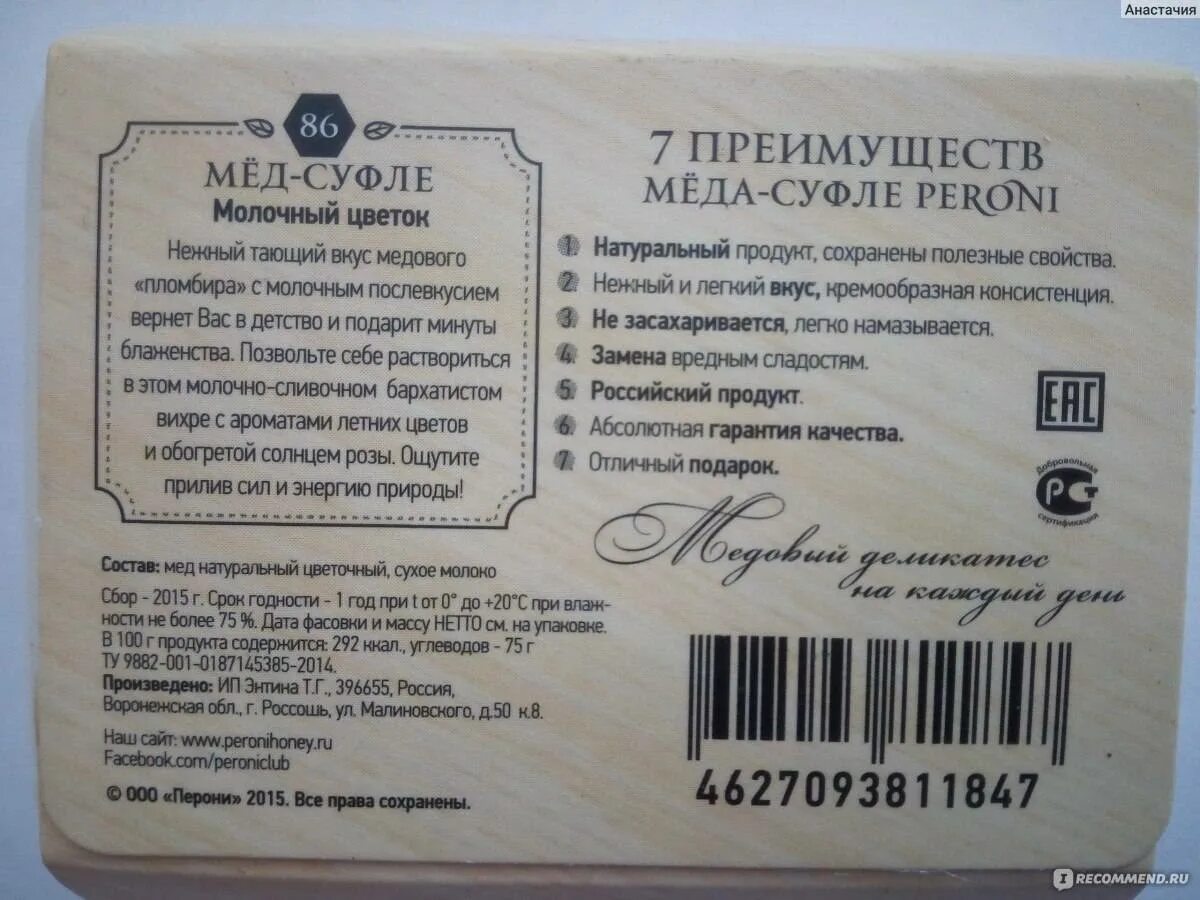 Анастачия
86
МЁД-СУФЛЕ
Молочный цветок
Нежный тающий вкус медового
«пломбира» с молочным послевкусием
вернет Вас в детство и подарит минуты
блаженства. Позвольте себе раствориться
в этом молочно-сливочном бархатистом
вихре с ароматами летних цветов
и обогретой солнцем розы. Ощутите
прилив сил и энергию природы!
7 ПРЕИМУЩЕСТВ
МЁДА-СУФЛЕ PERONI
1 Натуральный продукт, сохранены полезные свойства.
2 Нежный и легкий вкус, кремообразная консистенция.
3 Не засахаривается, легко намазывается.
4 Замена вредным сладостям.
5 Российский продукт.
6 Абсолютная гарантия качества.
7 Отличный подарок.
ЕАС
Добровольная
РСТ
сертификация
Медовый деликатес
на каждый день
Состав: мед натуральный цветочный, сухое молоко
Сбор - 2015 г. Срок годности - 1 год при t от 0° до +20°C при влаж-
ности не более 75 %. Дата фасовки и массу НЕТТО см. на упаковке.
В 100 г продукта содержится: 292 ккал., углеводов - 75 г
ТУ 9882-001-0187145385-2014.
Произведено: ИП Энтина Т.Г., 396655, Россия,
Воронежская обл., г. Россошь, ул. Малиновского, д.50 к.8.
Наш сайт: www.peronihoney.ru
Facebook.com/peroniclub
© ООО «Перони» 2015. Все права сохранены.
4627093811847
IRECOMMEND.RU